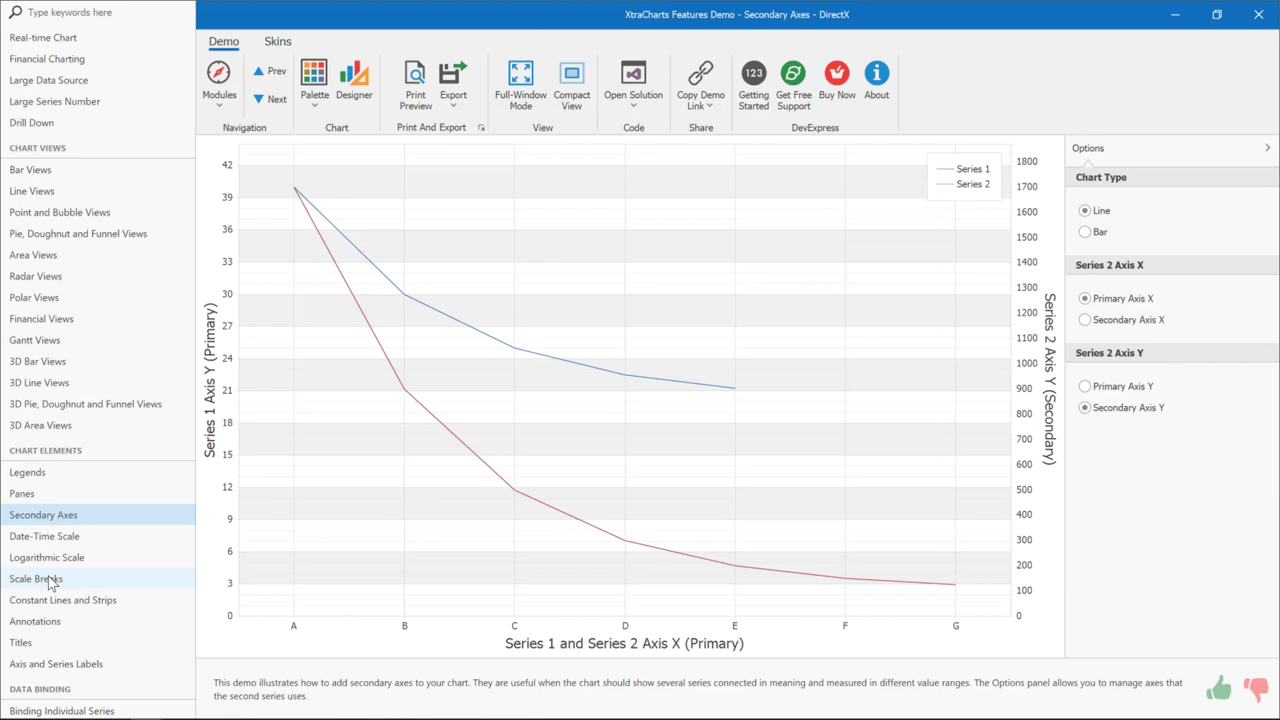 Type keywords here
Real-time Chart
Financial Charting
Large Data Source
Large Series Number
Drill Down
CHART VIEWS
Bar Views
Line Views
Point and Bubble Views
Pie, Doughnut and Funnel Views
Area Views
Radar Views
Polar Views
Financial Views
Gantt Views
3D Bar Views
3D Line Views
3D Pie, Doughnut and Funnel Views
3D Area Views
CHART ELEMENTS
Legends
Panes
Secondary Axes
Date-Time Scale
Logarithmic Scale
Scale Breaks
Constant Lines and Strips
Annotations
Titles
Axis and Series Labels
DATA BINDING
Binding Individual Series
XtraCharts Features Demo - Secondary Axes - DirectX
Demo Skins
Modules
Prev
Next
Navigation
Palette
Designer
Chart
Print Preview
Export
Print And Export
Full-Window Mode
Compact View
View
Open Solution
Code
Copy Demo Link
Share
123
Getting Started
Get Free Support
Buy Now
About
DevExpress
Series 1 Axis Y (Primary)
42
39
36
33
30
27
24
21
18
15
12
9
6
3
0
A B C D E F G
Series 1 and Series 2 Axis X (Primary)
Series 1
Series 2
1800
1700
1600
1500
1400
1300
1200
1100
1000
900
800
700
600
500
400
300
200
100
0
Series 2 Axis Y (Secondary)
Options
Chart Type
Line
Bar
Series 2 Axis X
Primary Axis X
Secondary Axis X
Series 2 Axis Y
Primary Axis Y
Secondary Axis Y
This demo illustrates how to add secondary axes to your chart. They are useful when the chart should show several series connected in meaning and measured in different value ranges. The Options panel allows you to manage axes that
the second series uses.